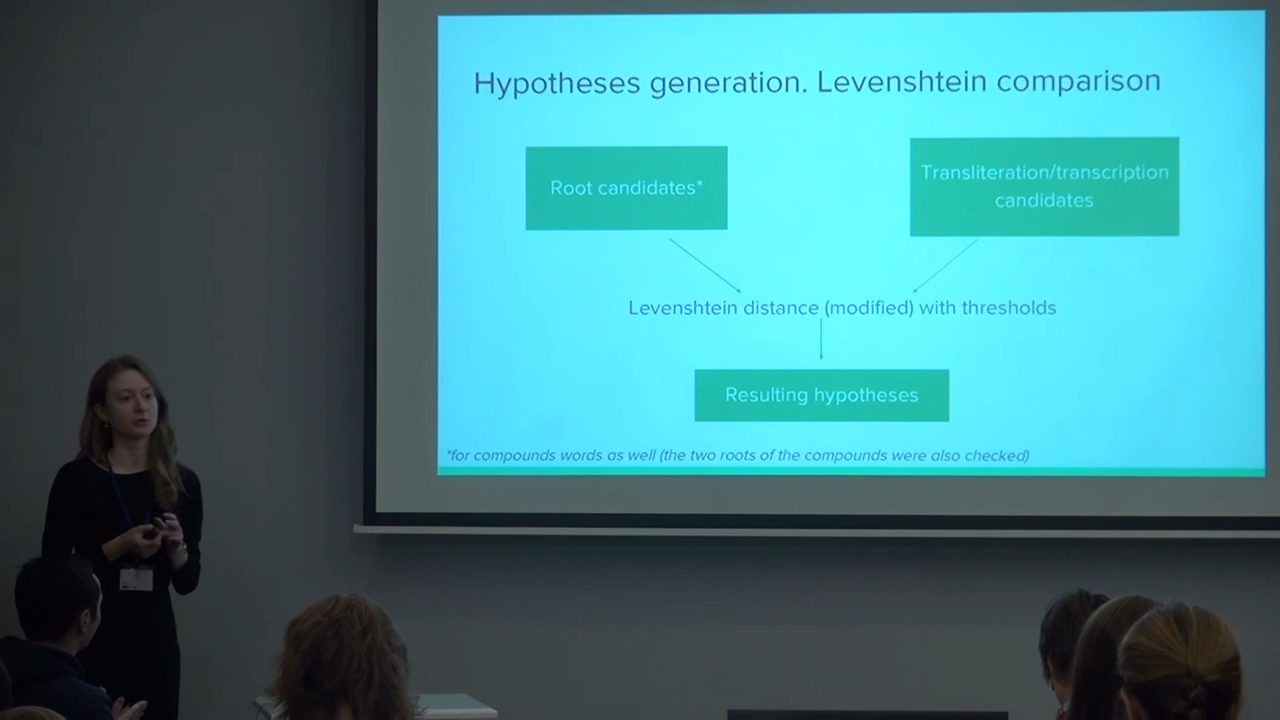 Hypotheses generation. Levenshtein comparison
Root candidates*
Transliteration/transcription
candidates
Levenshtein distance (modified) with thresholds
Resulting hypotheses
*for compounds words as well (the two roots of the compounds were also checked)